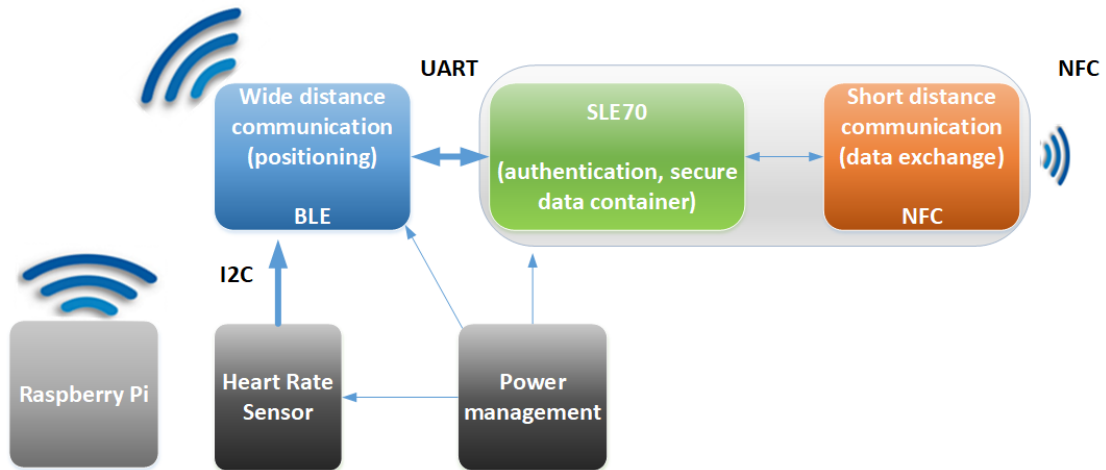 UART
NFC
Wide distance
communication
(positioning)
BLE
SLE70
(authentication, secure
data container)
Short distance
communication
(data exchange)
NFC
I2C
Raspberry Pi
Heart Rate
Sensor
Power
management